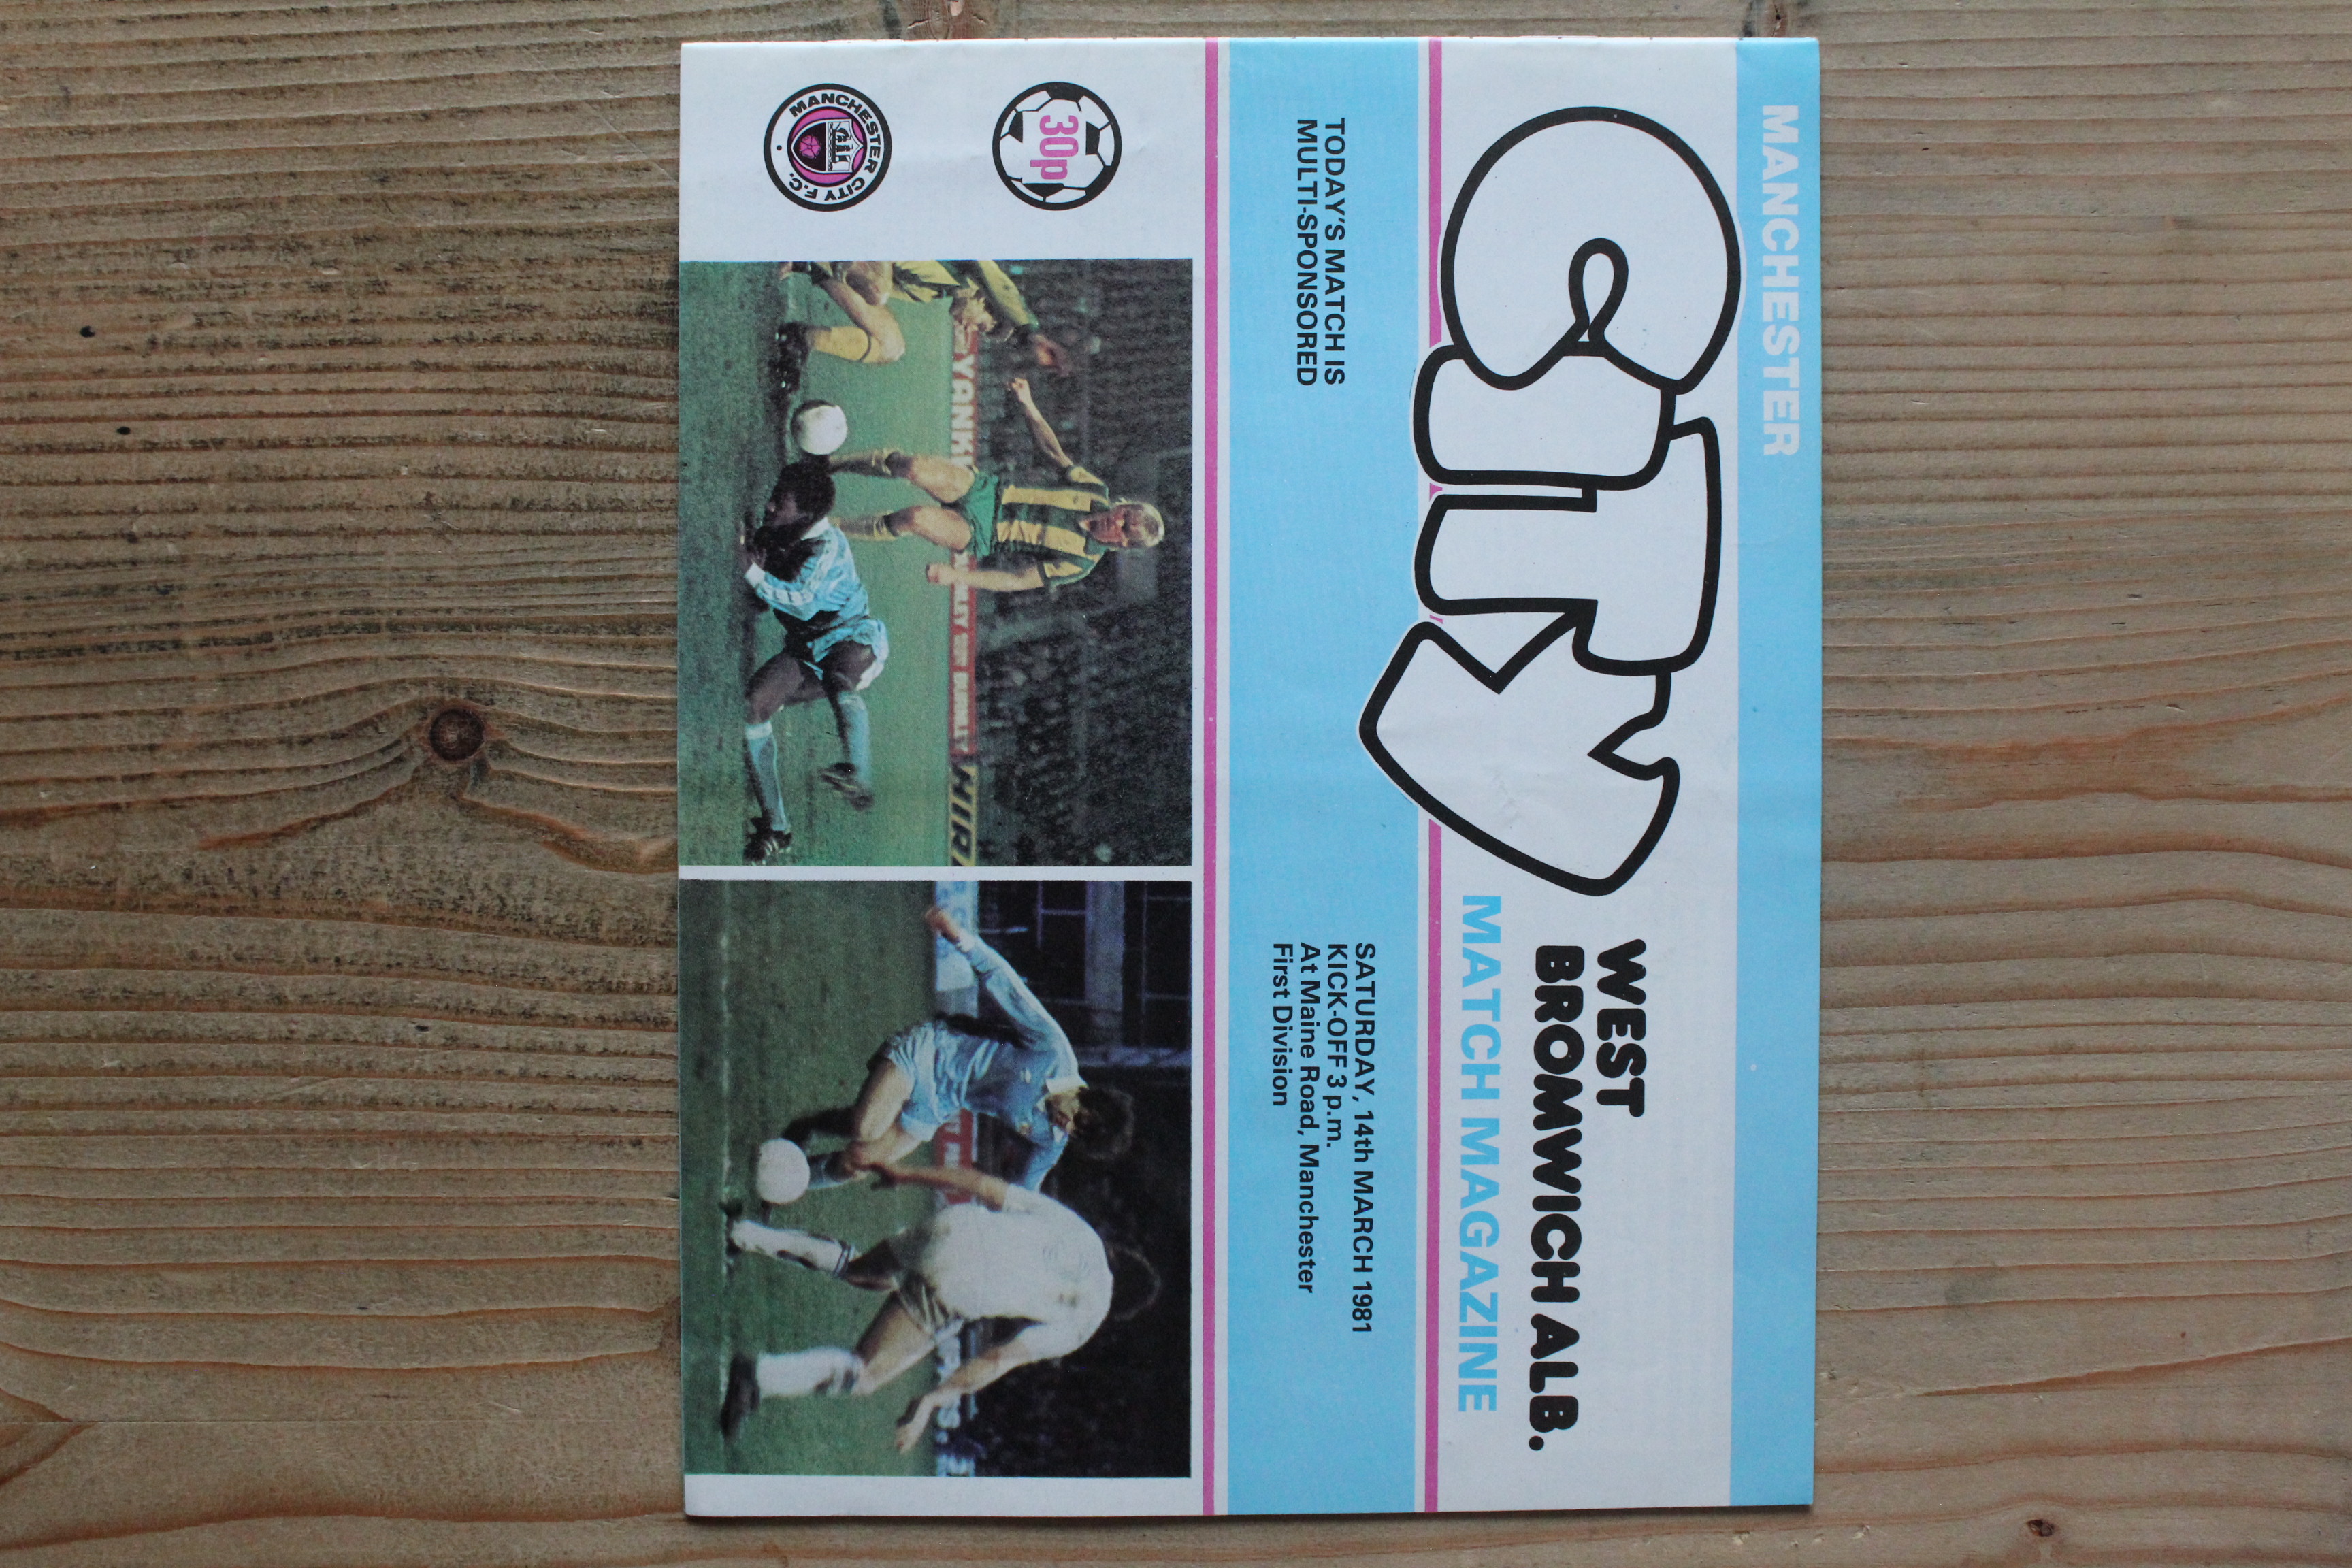 MANCHESTER
CITY
WEST
BROMWICH ALB.
MATCH MAGAZINE
TODAY'S MATCH IS
MULTI-SPONSORED
SATURDAY, 14th MARCH 1981
KICK-OFF 3 p.m.
At Maine Road, Manchester
First Division
30p
MANCHESTER CITY F.C.